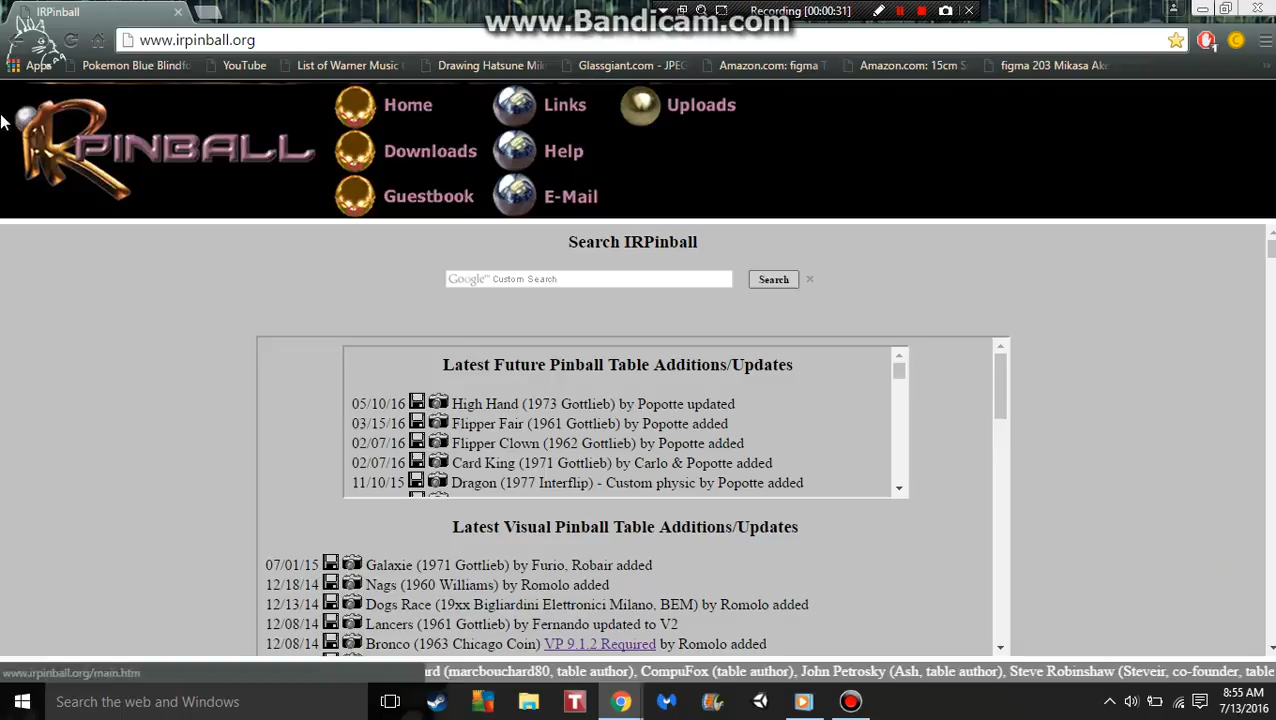 IRPinball
www.Bandicam.com
Recording [00:00:31]
www.irpinball.org
Apps
Pokemon Blue Blindfo
YouTube
List of Warner Music
Drawing Hatsune Mik
Glassgiant.com - JPEG
Amazon.com: figma T
Amazon.com: 15cm S
figma 203 Mikasa Ake
IRPINBALL
Home
Links
Uploads
Downloads
Help
Guestbook
E-Mail
Search IRPinball
Google™ Custom Search
Search
Latest Future Pinball Table Additions/Updates
05/10/16 High Hand (1973 Gottlieb) by Popotte updated
03/15/16 Flipper Fair (1961 Gottlieb) by Popotte added
02/07/16 Flipper Clown (1962 Gottlieb) by Popotte added
02/07/16 Card King (1971 Gottlieb) by Carlo & Popotte added
11/10/15 Dragon (1977 Interflip) - Custom physic by Popotte added
Latest Visual Pinball Table Additions/Updates
07/01/15 Galaxie (1971 Gottlieb) by Furio, Robair added
12/18/14 Nags (1960 Williams) by Romolo added
12/13/14 Dogs Race (19xx Bigliardini Elettronici Milano, BEM) by Romolo added
12/08/14 Lancers (1961 Gottlieb) by Fernando updated to V2
12/08/14 Bronco (1963 Chicago Coin) VP 9.1.2 Required by Romolo added
www.irpinball.org/main.htm
rd (marcbouchard80, table author), CompuFox (table author), John Petrosky (Ash, table author), Steve Robinshaw (Steveir, co-founder, table
Search the web and Windows
8:55 AM
7/13/2016